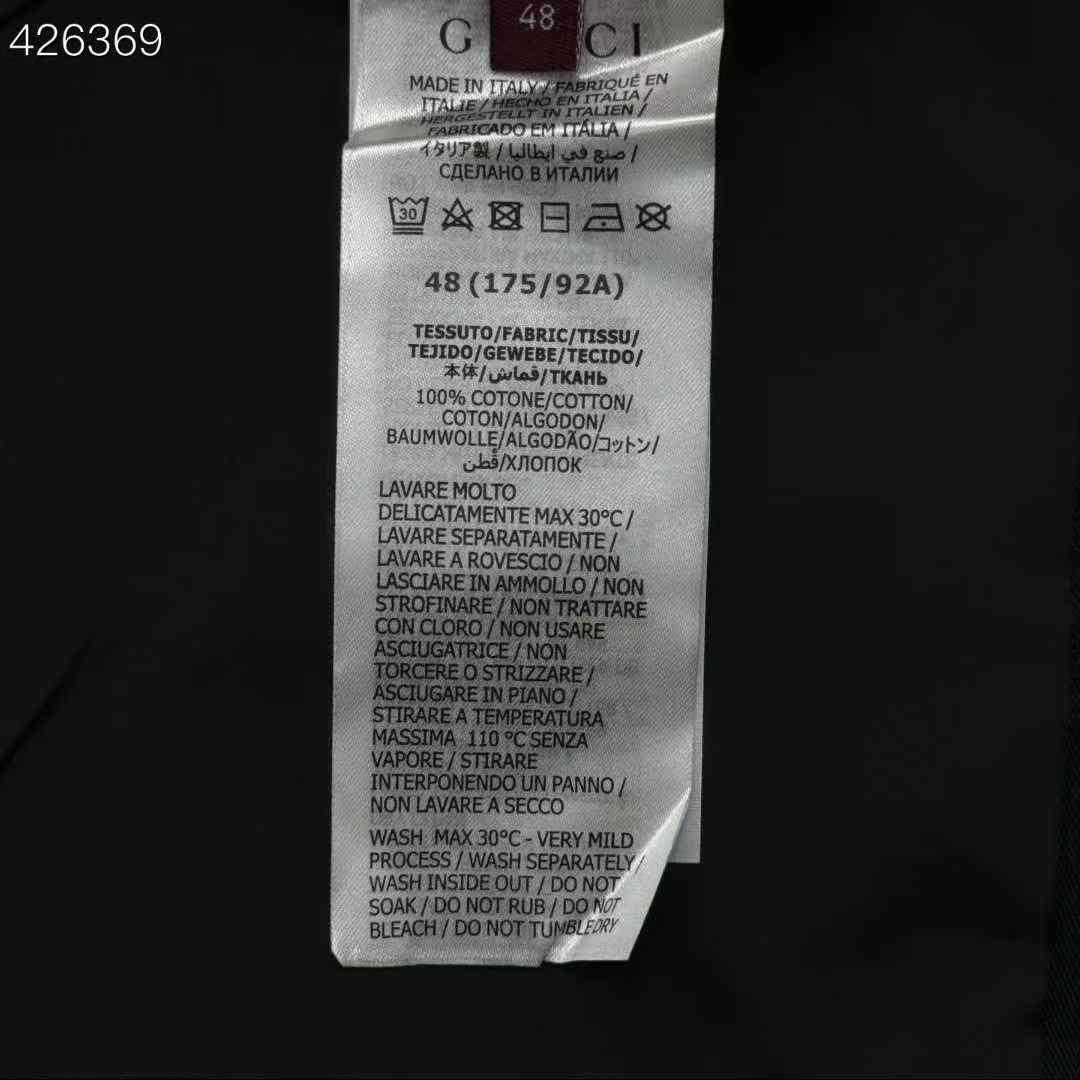 426369
48
G CI
MADE IN ITALY / FABRIQUÉ EN
ITALIE / HECHO EN ITALIA /
HERGESTELLT IN ITALIEN /
FABRICADO EM ITÁLIA /
イタリア製 / صنع في ايطاليا /
СДЕЛАНО В ИТАЛИИ
30
48 (175/92A)
TESSUTO/FABRIC/TISSU/
TEJIDO/GEWEBE/TECIDO/
本体/قماش/ТКАНЬ
100% COTONE/COTTON/
COTON/ALGODON/
BAUMWOLLE/ALGODÃO/コットン/
قُطن/ХЛОПОК
LAVARE MOLTO
DELICATAMENTE MAX 30°C /
LAVARE SEPARATAMENTE /
LAVARE A ROVESCIO / NON
LASCIARE IN AMMOLLO / NON
STROFINARE / NON TRATTARE
CON CLORO / NON USARE
ASCIUGATRICE / NON
TORCERE O STRIZZARE /
ASCIUGARE IN PIANO /
STIRARE A TEMPERATURA
MASSIMA 110 °C SENZA
VAPORE / STIRARE
INTERPONENDO UN PANNO /
NON LAVARE A SECCO
WASH MAX 30°C - VERY MILD
PROCESS / WASH SEPARATELY /
WASH INSIDE OUT / DO NOT
SOAK / DO NOT RUB / DO NOT
BLEACH / DO NOT TUMBLE DRY